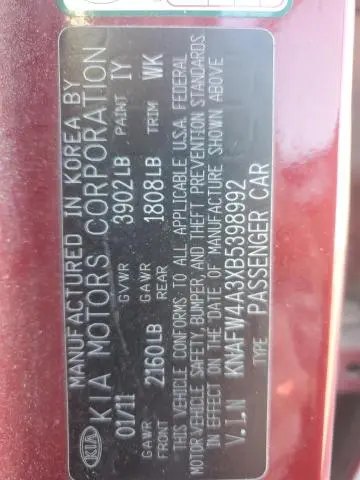 KIA
MANUFACTURED IN KOREA BY
KIA MOTORS CORPORATION
01/11 GVWR 3902LB PAINT IY
GAWR FRONT 2160LB GAWR REAR 1808LB TRIM WK
THIS VEHICLE CONFORMS TO ALL APPLICABLE U.S.A. FEDERAL
MOTOR VEHICLE SAFETY, BUMPER, AND THEFT PREVENTION STANDARDS
IN EFFECT ON THE DATE OF MANUFACTURE SHOWN ABOVE
V.I.N KNAFW4A3XB5398992
TYPE PASSENGER CAR